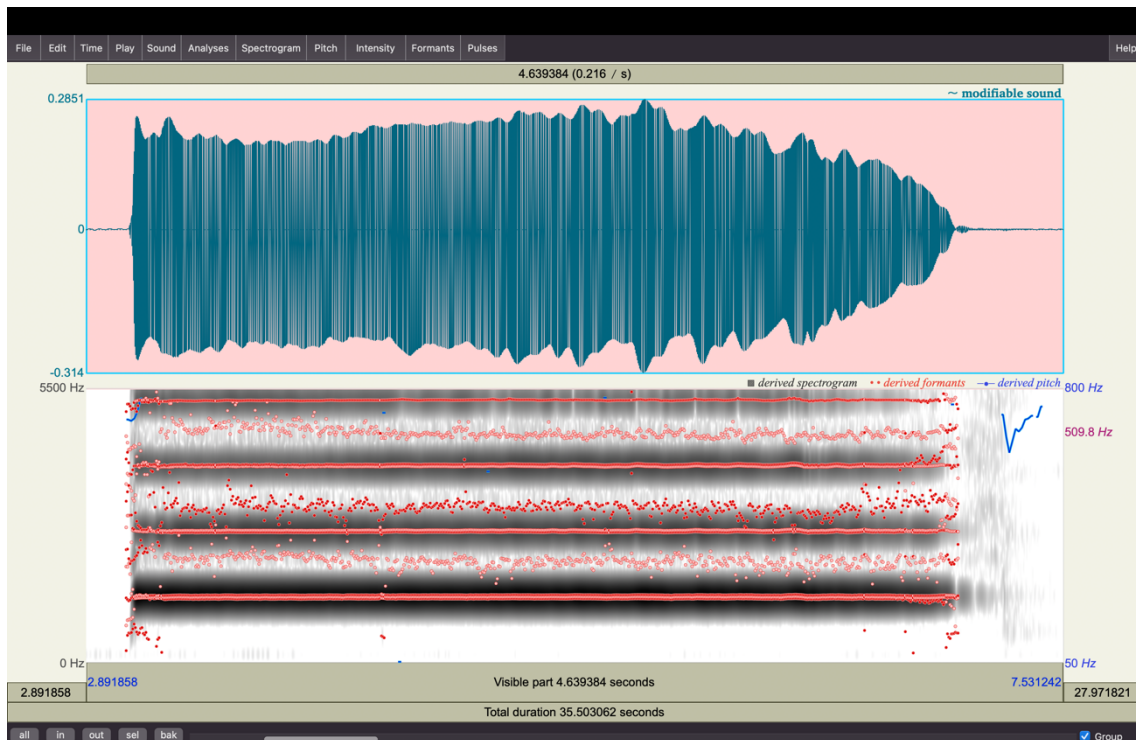 File Edit Time Play Sound Analyses Spectrogram Pitch Intensity Formants Pulses Help
4.639384 (0.216 / s)
0.2851
~ modifiable sound
0
-0.314
derived spectrogram derived formants derived pitch
5500 Hz
800 Hz
509.8 Hz
0 Hz
50 Hz
2.891858 2.891858 Visible part 4.639384 seconds 7.531242 27.971821
Total duration 35.503062 seconds
all in out sel bak Group